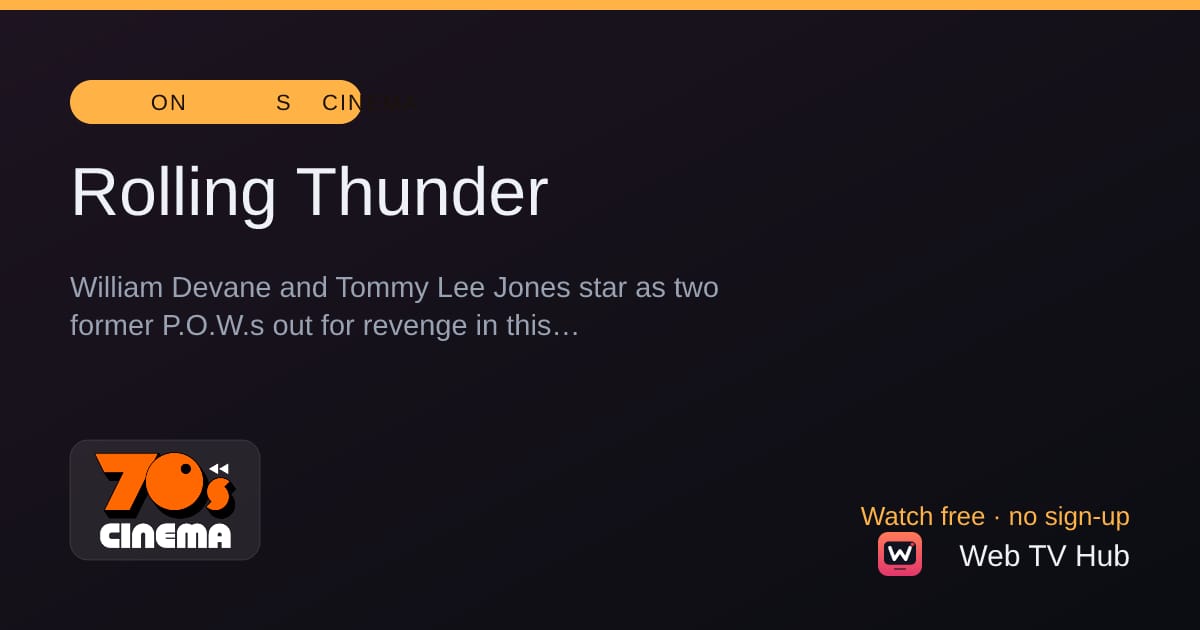 ON S CINEMA
Rolling Thunder
William Devane and Tommy Lee Jones star as two
former P.O.W.s out for revenge in this…
70s
CINEMA
Watch free · no sign-up
W
Web TV Hub